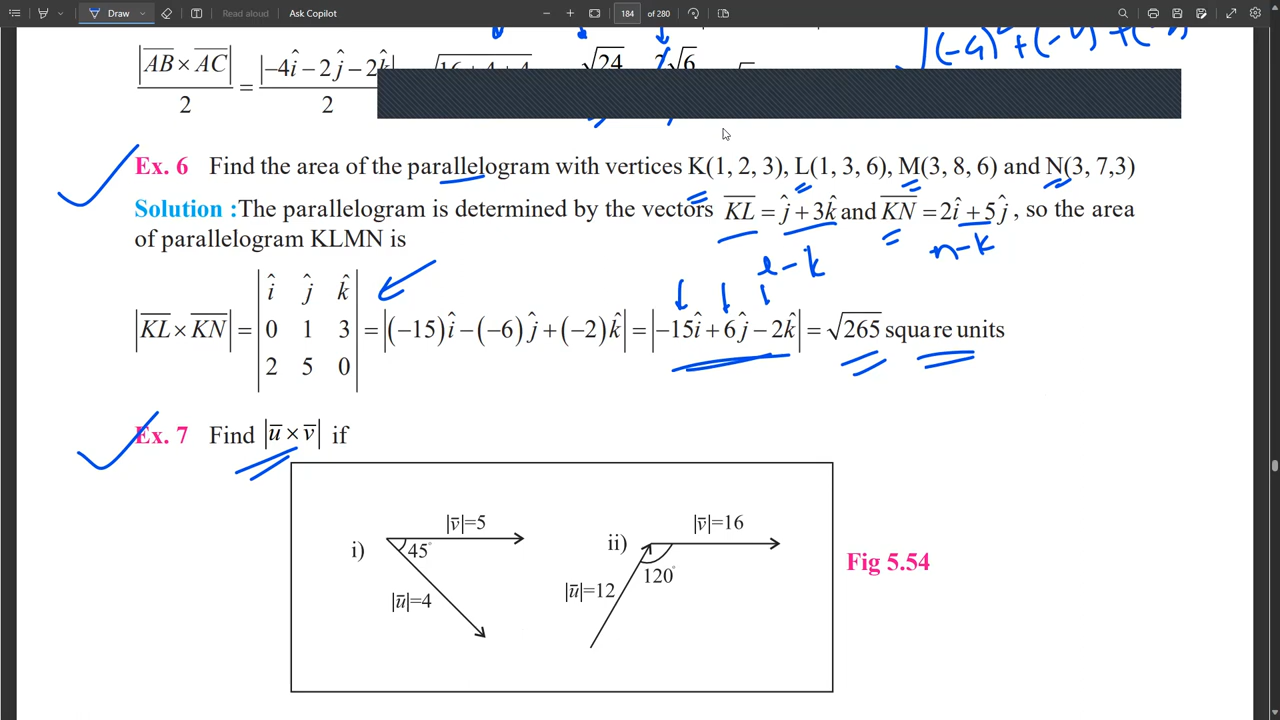 Draw
Read aloud
Ask Copilot
184 of 280
|AB × AC| / 2 = |−4î − 2ĵ − 2k̂| / 2
√24 2√6
Ex. 6 Find the area of the parallelogram with vertices K(1, 2, 3), L(1, 3, 6), M(3, 8, 6) and N(3, 7,3)
Solution :The parallelogram is determined by the vectors KL = ĵ + 3k̂ and KN = 2î + 5ĵ , so the area
of parallelogram KLMN is
l − k
n − k
î ĵ k̂
|KL × KN| = 0 1 3 = |(−15)î − (−6)ĵ + (−2)k̂| = |−15î + 6ĵ − 2k̂| = √265 square units
2 5 0
Ex. 7 Find |ū × v̄| if
i) |v̄|=5
45°
|ū|=4
ii) |v̄|=16
120°
|ū|=12
Fig 5.54